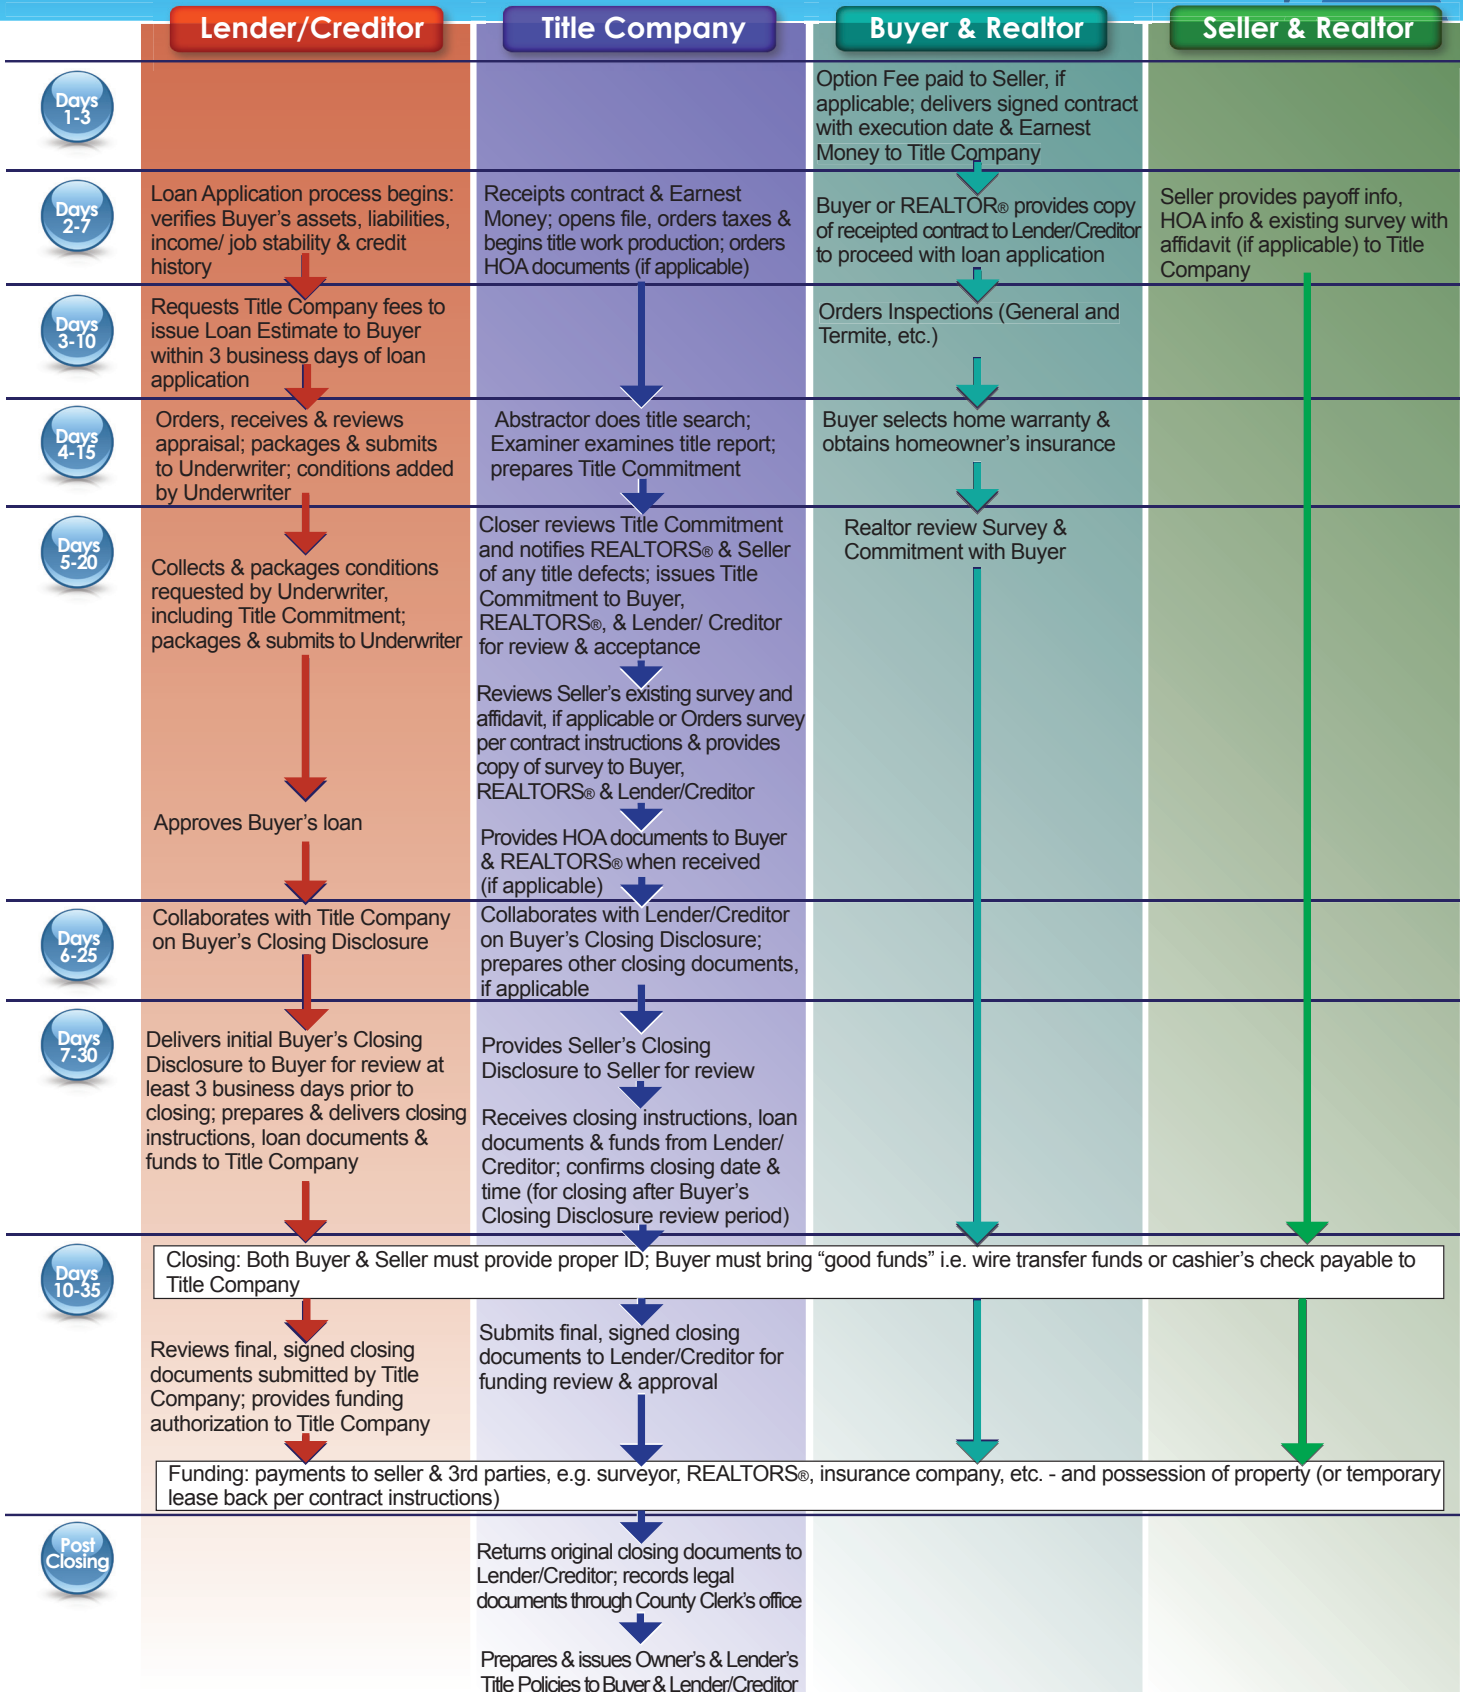 Lender/Creditor
Title Company
Buyer & Realtor
Seller & Realtor
Days
1-3
Option Fee paid to Seller, if
applicable; delivers signed contract
with execution date & Earnest
Money to Title Company
Days
2-7
Loan Application process begins:
verifies Buyer's assets, liabilities,
income/ job stability & credit
history
Receipts contract & Earnest
Money; opens file, orders taxes &
begins title work production; orders
HOA documents (if applicable)
Buyer or REALTOR® provides copy
of receipted contract to Lender/Creditor
to proceed with loan application
Seller provides payoff info,
HOA info & existing survey with
affidavit (if applicable) to Title
Company
Days
3-10
Requests Title Company fees to
issue Loan Estimate to Buyer
within 3 business days of loan
application
Orders Inspections (General and
Termite, etc.)
Days
4-15
Orders, receives & reviews
appraisal; packages & submits
to Underwriter; conditions added
by Underwriter
Abstractor does title search;
Examiner examines title report;
prepares Title Commitment
Buyer selects home warranty &
obtains homeowner's insurance
Days
5-20
Collects & packages conditions
requested by Underwriter,
including Title Commitment;
packages & submits to Underwriter
Approves Buyer's loan
Closer reviews Title Commitment
and notifies REALTORS® & Seller
of any title defects; issues Title
Commitment to Buyer,
REALTORS®, & Lender/ Creditor
for review & acceptance
Reviews Seller's existing survey and
affidavit, if applicable or Orders survey
per contract instructions & provides
copy of survey to Buyer,
REALTORS® & Lender/Creditor
Provides HOA documents to Buyer
& REALTORS® when received
(if applicable)
Realtor review Survey &
Commitment with Buyer
Days
6-25
Collaborates with Title Company
on Buyer's Closing Disclosure
Collaborates with Lender/Creditor
on Buyer's Closing Disclosure;
prepares other closing documents,
if applicable
Days
7-30
Delivers initial Buyer's Closing
Disclosure to Buyer for review at
least 3 business days prior to
closing; prepares & delivers closing
instructions, loan documents &
funds to Title Company
Provides Seller's Closing
Disclosure to Seller for review
Receives closing instructions, loan
documents & funds from Lender/
Creditor; confirms closing date &
time (for closing after Buyer's
Closing Disclosure review period)
Days
10-35
Closing: Both Buyer & Seller must provide proper ID; Buyer must bring "good funds" i.e. wire transfer funds or cashier's check payable to
Title Company
Reviews final, signed closing
documents submitted by Title
Company; provides funding
authorization to Title Company
Submits final, signed closing
documents to Lender/Creditor for
funding review & approval
Funding: payments to seller & 3rd parties, e.g. surveyor, REALTORS®, insurance company, etc. - and possession of property (or temporary
lease back per contract instructions)
Post
Closing
Returns original closing documents to
Lender/Creditor; records legal
documents through County Clerk's office
Prepares & issues Owner's & Lender's
Title Policies to Buyer & Lender/Creditor